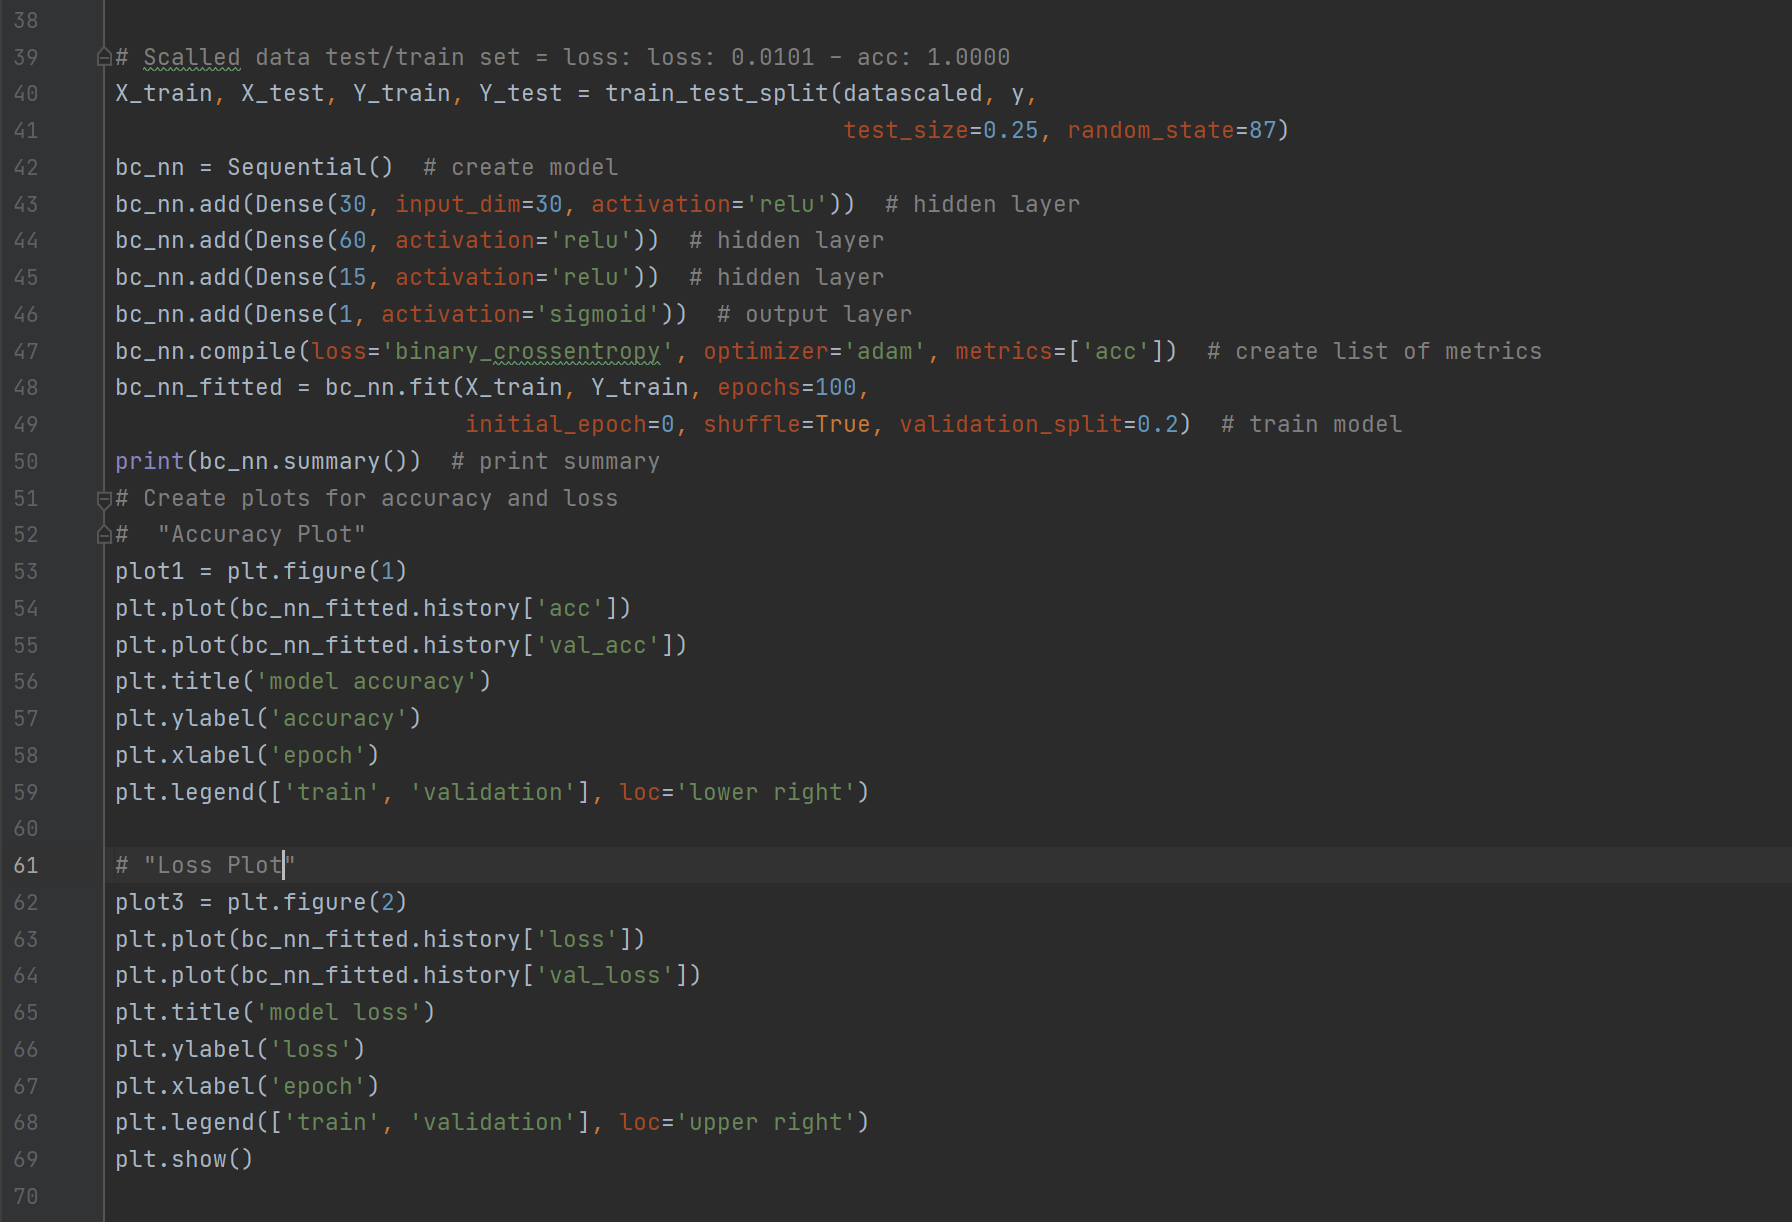 38
39 # Scalled data test/train set = loss: loss: 0.0101 - acc: 1.0000
40 X_train, X_test, Y_train, Y_test = train_test_split(datascaled, y,
41 test_size=0.25, random_state=87)
42 bc_nn = Sequential()  # create model
43 bc_nn.add(Dense(30, input_dim=30, activation='relu'))  # hidden layer
44 bc_nn.add(Dense(60, activation='relu'))  # hidden layer
45 bc_nn.add(Dense(15, activation='relu'))  # hidden layer
46 bc_nn.add(Dense(1, activation='sigmoid'))  # output layer
47 bc_nn.compile(loss='binary_crossentropy', optimizer='adam', metrics=['acc'])  # create list of metrics
48 bc_nn_fitted = bc_nn.fit(X_train, Y_train, epochs=100,
49 initial_epoch=0, shuffle=True, validation_split=0.2)  # train model
50 print(bc_nn.summary())  # print summary
51 # Create plots for accuracy and loss
52 #  "Accuracy Plot"
53 plot1 = plt.figure(1)
54 plt.plot(bc_nn_fitted.history['acc'])
55 plt.plot(bc_nn_fitted.history['val_acc'])
56 plt.title('model accuracy')
57 plt.ylabel('accuracy')
58 plt.xlabel('epoch')
59 plt.legend(['train', 'validation'], loc='lower right')
60
61 # "Loss Plot"
62 plot3 = plt.figure(2)
63 plt.plot(bc_nn_fitted.history['loss'])
64 plt.plot(bc_nn_fitted.history['val_loss'])
65 plt.title('model loss')
66 plt.ylabel('loss')
67 plt.xlabel('epoch')
68 plt.legend(['train', 'validation'], loc='upper right')
69 plt.show()
70